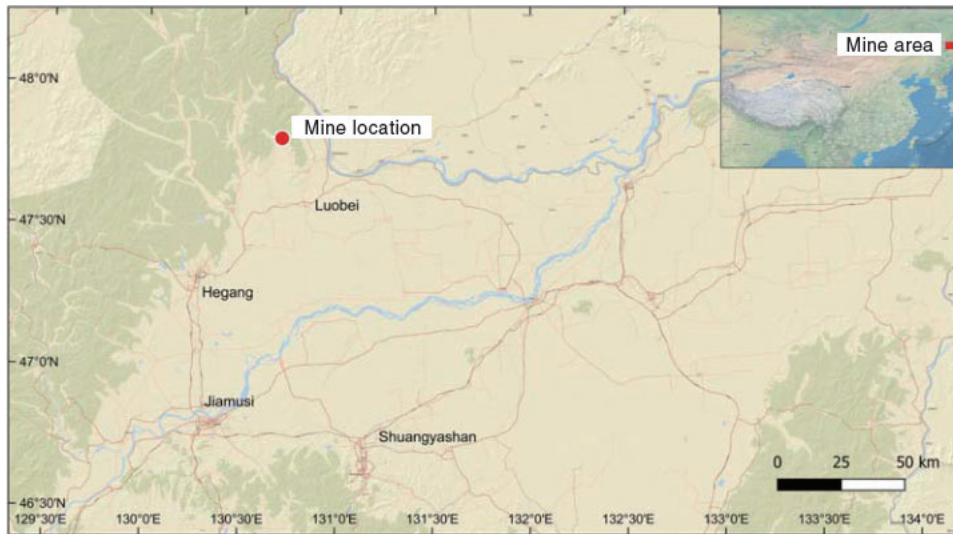 Mine area
48°0'N
Mine location
Luobei
47°30'N
Hegang
47°0'N
Jiamusi
Shuangyashan
0 25 50 km
46°30'N
129°30'E 130°0'E 130°30'E 131°0'E 131°30'E 132°0'E 132°30'E 133°0'E 133°30'E 134°0'E